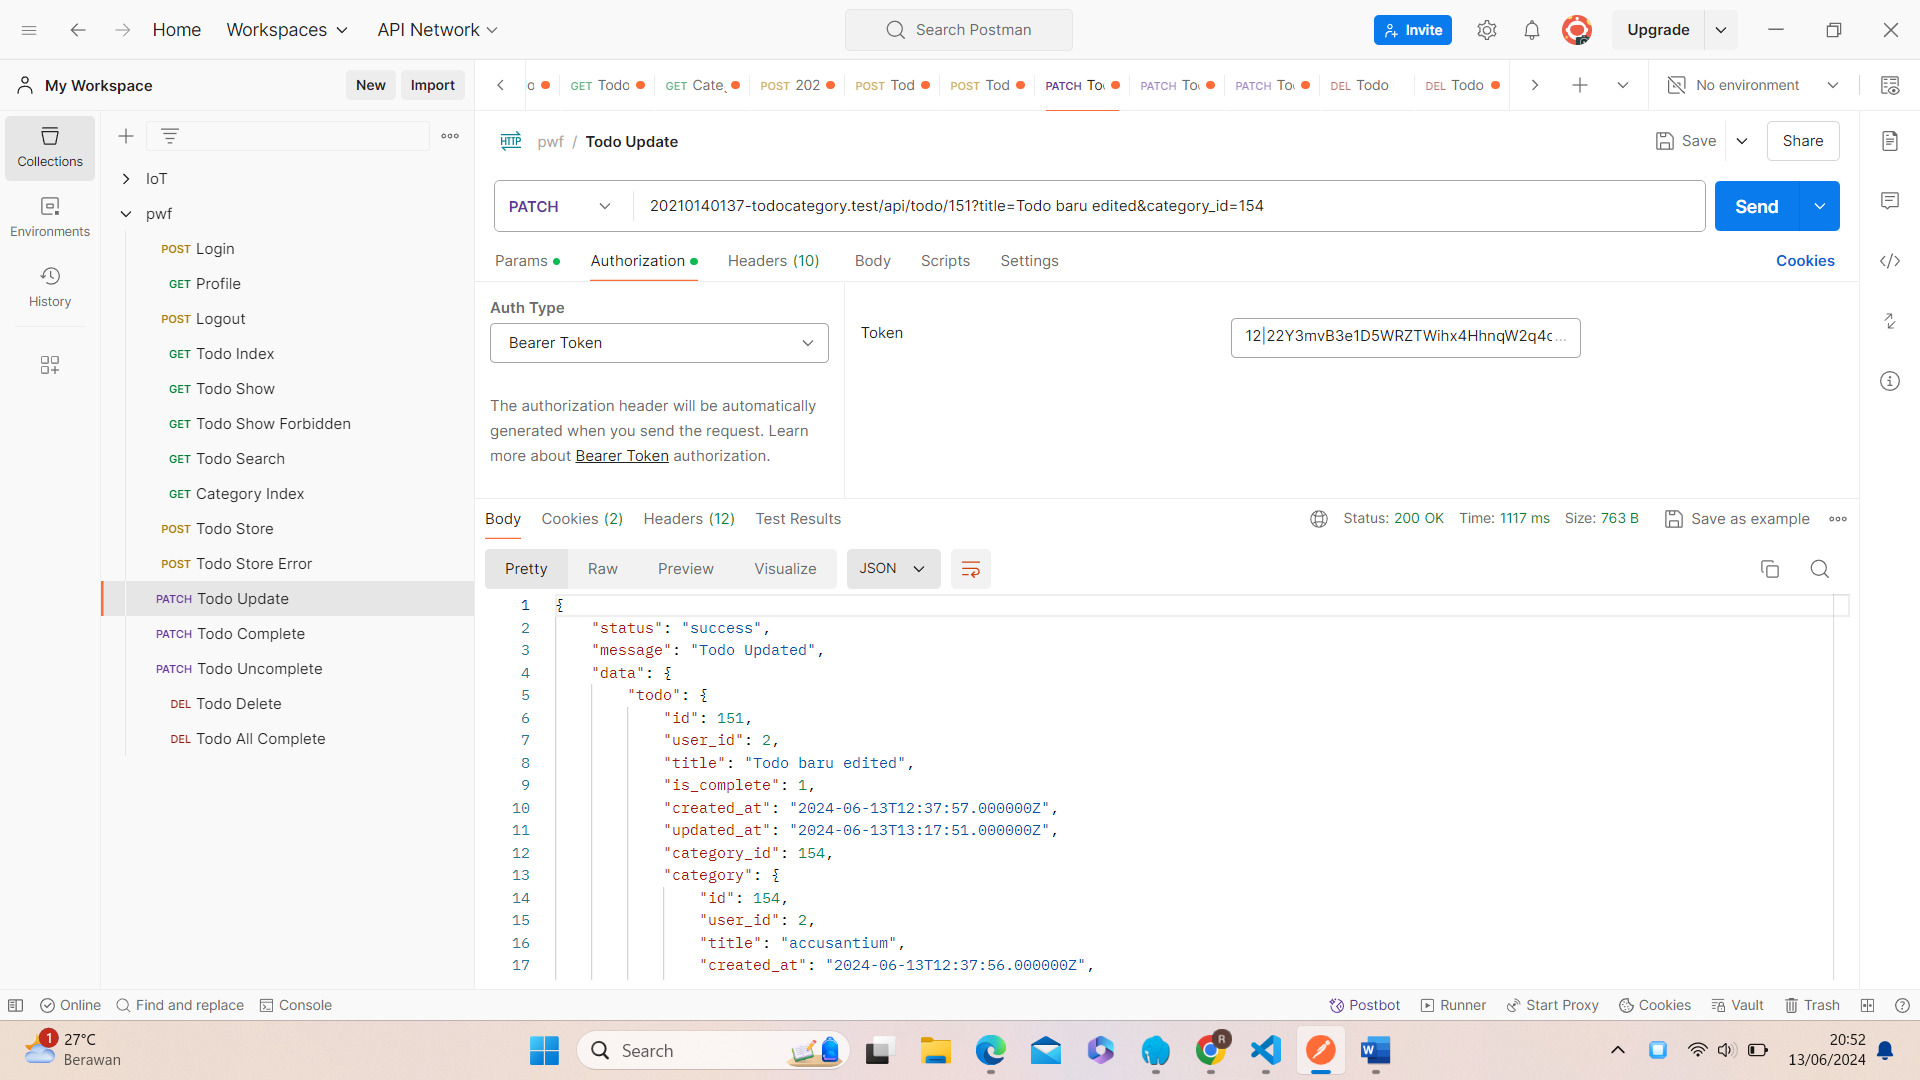 Home
Workspaces
API Network
Search Postman
Invite
Upgrade
My Workspace
New
Import
GET Todo
GET Cate
POST 202
POST Tod
POST Tod
PATCH To
PATCH To
PATCH To
DEL Todo
DEL Todo
No environment
Collections
Environments
History
IoT
pwf
POST Login
GET Profile
POST Logout
GET Todo Index
GET Todo Show
GET Todo Show Forbidden
GET Todo Search
GET Category Index
POST Todo Store
POST Todo Store Error
PATCH Todo Update
PATCH Todo Complete
PATCH Todo Uncomplete
DEL Todo Delete
DEL Todo All Complete
HTTP pwf / Todo Update
Save
Share
PATCH
20210140137-todocategory.test/api/todo/151?title=Todo baru edited&category_id=154
Send
Params
Authorization
Headers (10)
Body
Scripts
Settings
Cookies
Auth Type
Bearer Token
The authorization header will be automatically
generated when you send the request. Learn
more about Bearer Token authorization.
Token
Body
Cookies (2)
Headers (12)
Test Results
Status: 200 OK
Time: 1117 ms
Size: 763 B
Save as example
Pretty
Raw
Preview
Visualize
JSON
1 {
2 "status": "success",
3 "message": "Todo Updated",
4 "data": {
5 "todo": {
6 "id": 151,
7 "user_id": 2,
8 "title": "Todo baru edited",
9 "is_complete": 1,
10 "created_at": "2024-06-13T12:37:57.000000Z",
11 "updated_at": "2024-06-13T13:17:51.000000Z",
12 "category_id": 154,
13 "category": {
14 "id": 154,
15 "user_id": 2,
16 "title": "accusantium",
17 "created_at": "2024-06-13T12:37:56.000000Z",
Online
Find and replace
Console
Postbot
Runner
Start Proxy
Cookies
Vault
Trash
1
27°C
Berawan
Search
R
W
20:52
13/06/2024